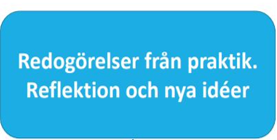 Redogörelser från praktik.
Reflektion och nya idéer